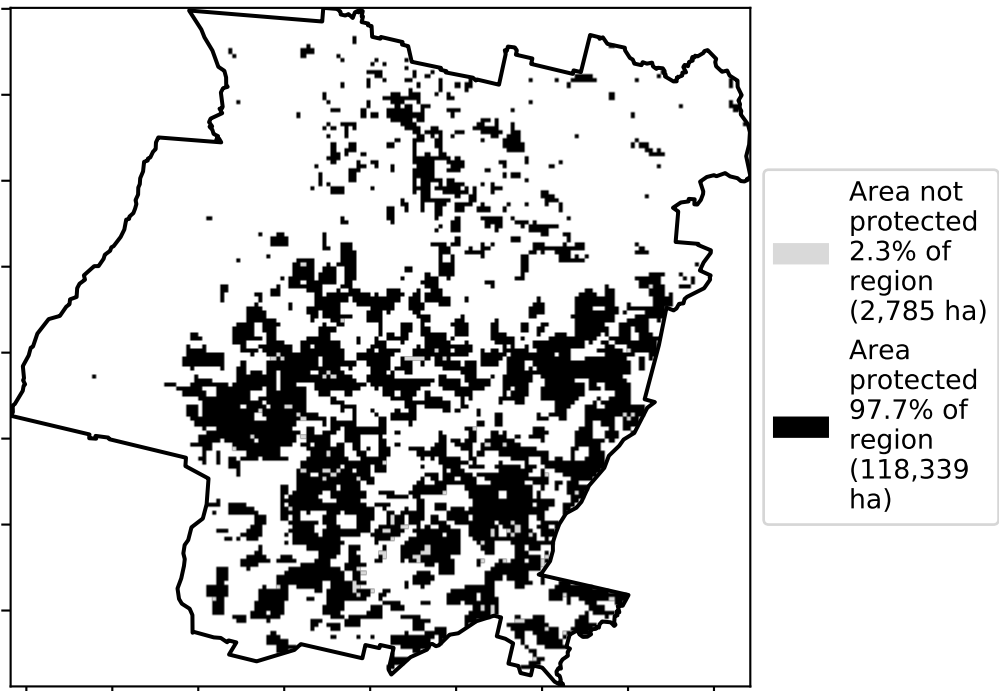 Area not
protected
2.3% of
region
(2,785 ha)
Area
protected
97.7% of
region
(118,339
ha)